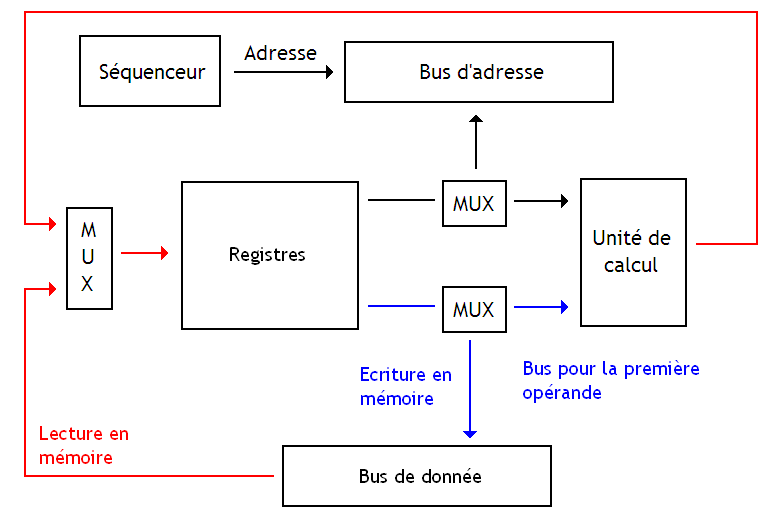 Séquenceur
Adresse
Bus d'adresse
M
U
X
Registres
MUX
Unité de
calcul
MUX
Ecriture en
mémoire
Bus pour la première
opérande
Lecture en
mémoire
Bus de donnée